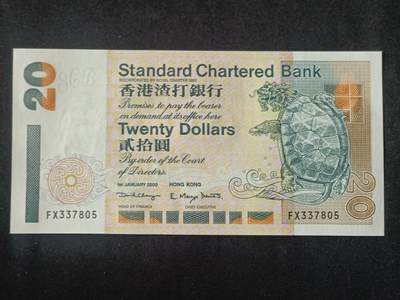 20
Standard Chartered Bank
INCORPORATED BY ROYAL CHARTER 1853
香港渣打銀行
Promises to pay the bearer
on demand at its office here
Twenty Dollars
貳拾圓
By order of the Court
of Directors.
1st JANUARY 2000 HONG KONG
HEAD OF FINANCE CHIEF EXECUTIVE
FX337805
FX337805
20